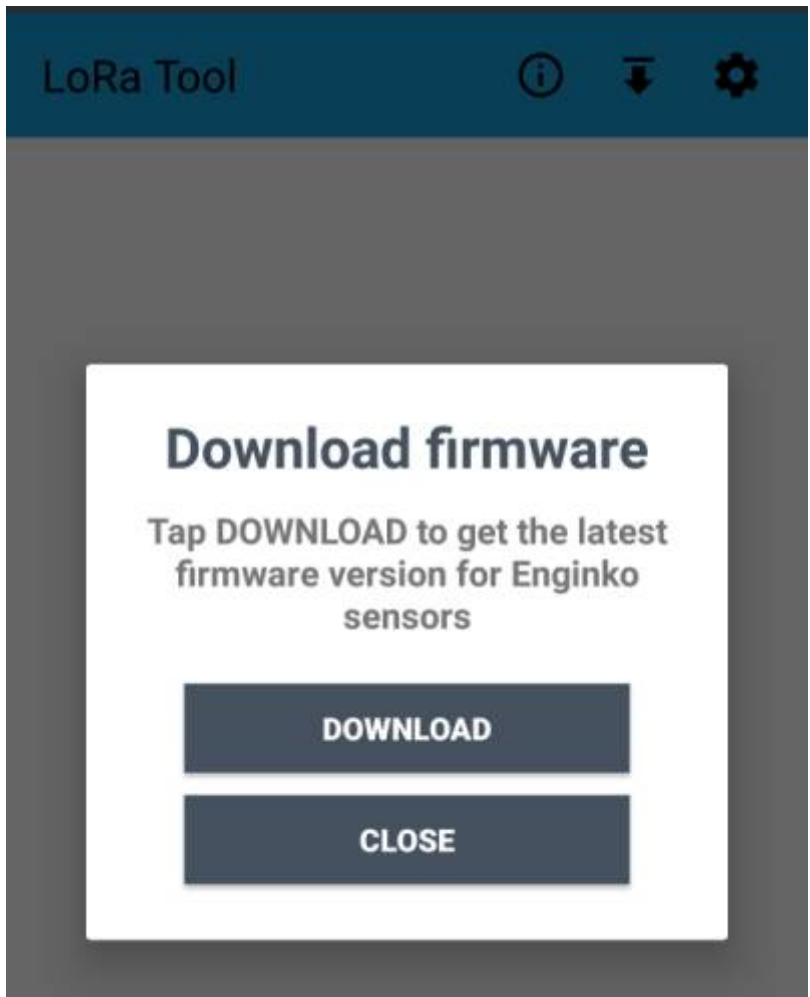 LoRa Tool
Download firmware
Tap DOWNLOAD to get the latest
firmware version for Enginko
sensors
DOWNLOAD
CLOSE